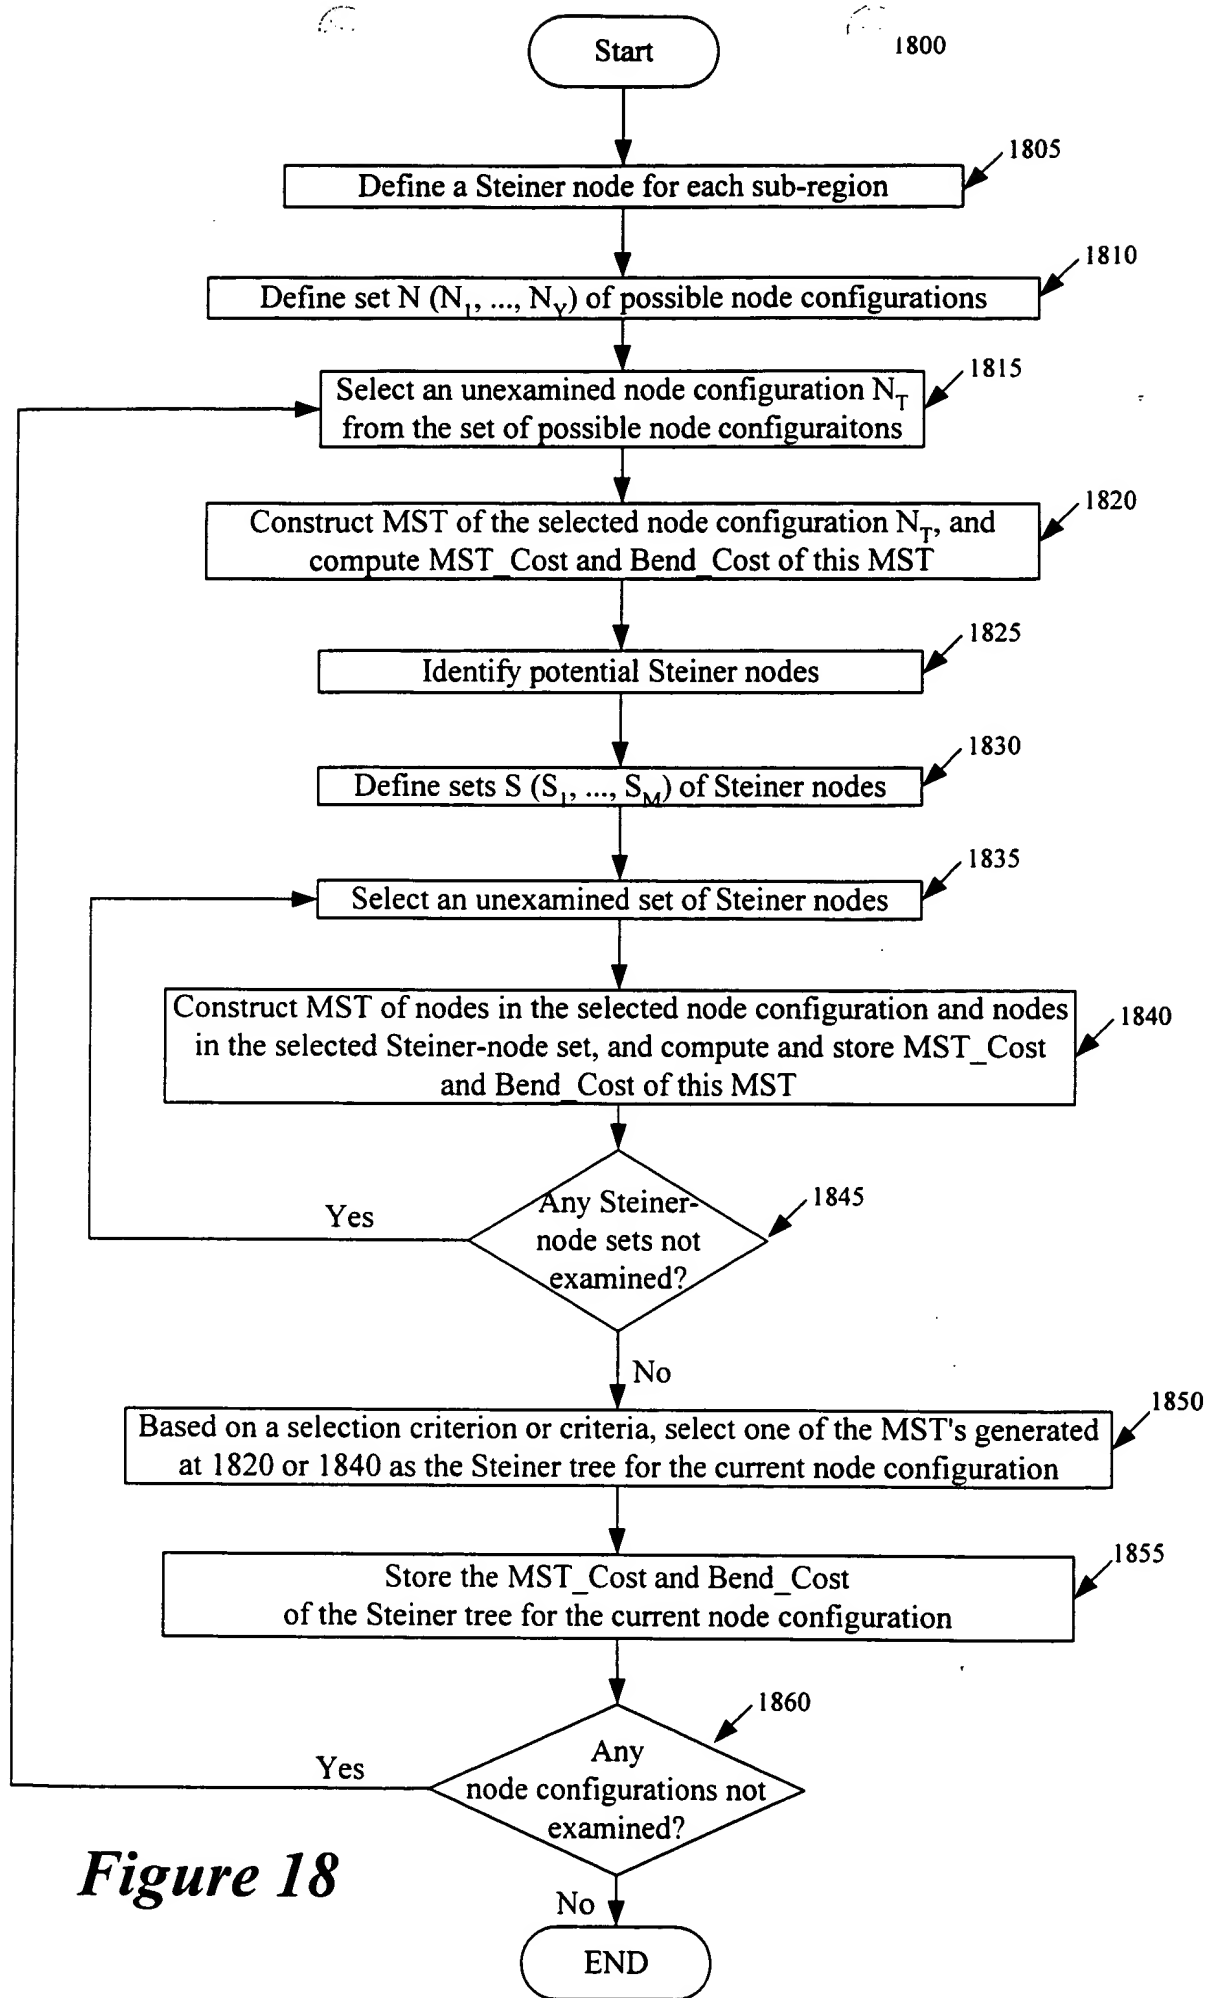 Start
1800
1805
Define a Steiner node for each sub-region
1810
Define set N (N1, ..., NY) of possible node configurations
1815
Select an unexamined node configuration NT
from the set of possible node configuraitons
1820
Construct MST of the selected node configuration NT, and
compute MST_Cost and Bend_Cost of this MST
1825
Identify potential Steiner nodes
1830
Define sets S (S1, ..., SM) of Steiner nodes
1835
Select an unexamined set of Steiner nodes
1840
Construct MST of nodes in the selected node configuration and nodes
in the selected Steiner-node set, and compute and store MST_Cost
and Bend_Cost of this MST
1845
Any Steiner-
node sets not
examined?
Yes
No
1850
Based on a selection criterion or criteria, select one of the MST's generated
at 1820 or 1840 as the Steiner tree for the current node configuration
1855
Store the MST_Cost and Bend_Cost
of the Steiner tree for the current node configuration
1860
Any
node configurations not
examined?
Yes
No
END
Figure 18